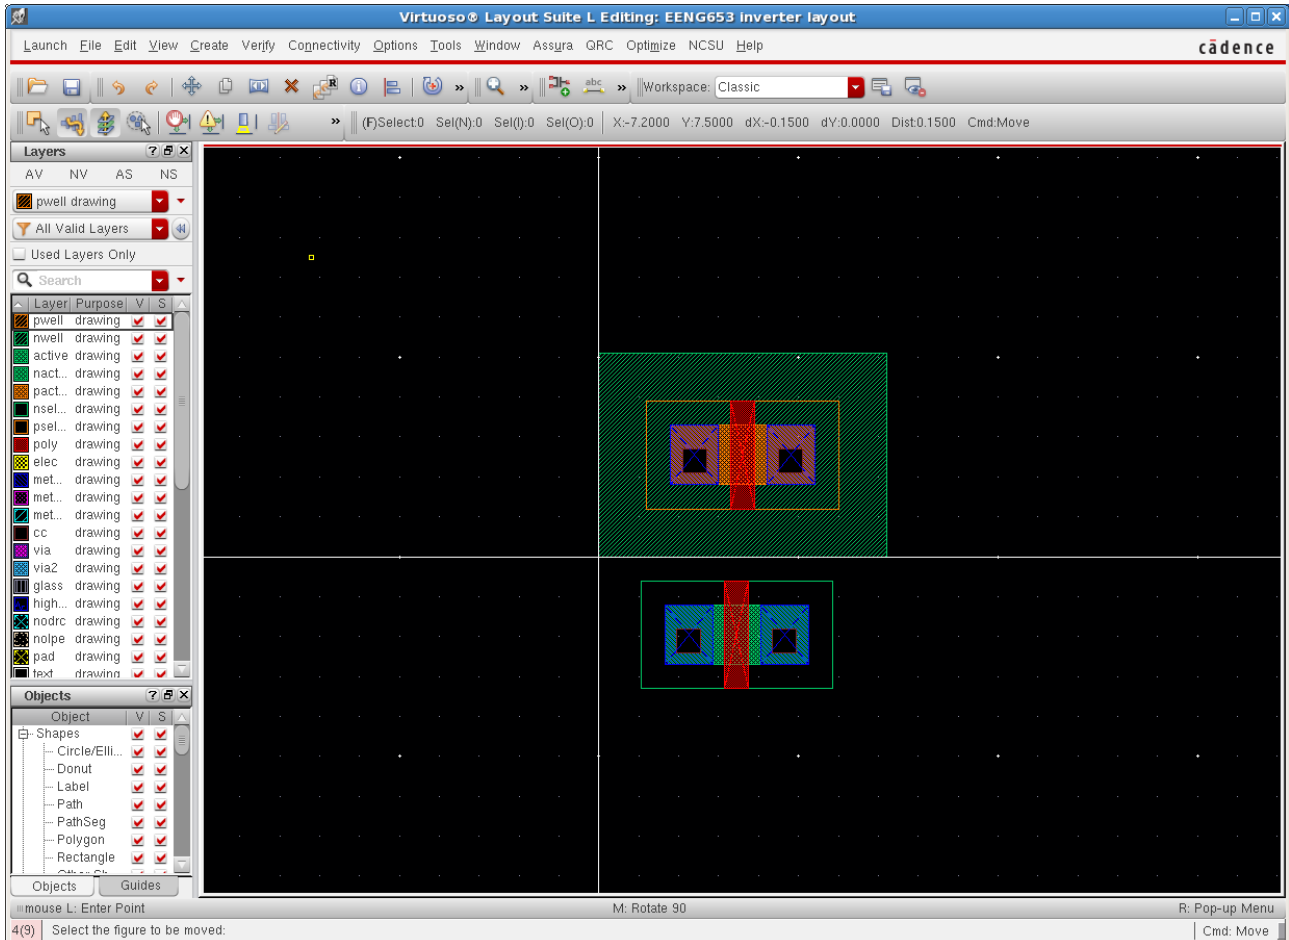 Virtuoso® Layout Suite L Editing: EENG653 inverter layout
Launch File Edit View Create Verify Connectivity Options Tools Window Assura QRC Optimize NCSU Help
cādence
abc
» » » Workspace: Classic
» (F)Select:0 Sel(N):0 Sel(I):0 Sel(O):0 X:-7.2000 Y:7.5000 dX:-0.1500 dY:0.0000 Dist:0.1500 Cmd:Move
Layers
AV NV AS NS
pwell drawing
All Valid Layers
Used Layers Only
Search
Layer Purpose V S
pwell drawing
nwell drawing
active drawing
nact... drawing
pact... drawing
nsel... drawing
psel... drawing
poly drawing
elec drawing
met... drawing
met... drawing
met... drawing
cc drawing
via drawing
via2 drawing
glass drawing
high... drawing
nodrc drawing
nolpe drawing
pad drawing
text drawing
Objects
Object V S
Shapes
Circle/Elli...
Donut
Label
Path
PathSeg
Polygon
Rectangle
Objects Guides
mouse L: Enter Point M: Rotate 90 R: Pop-up Menu
4(9) Select the figure to be moved: Cmd: Move